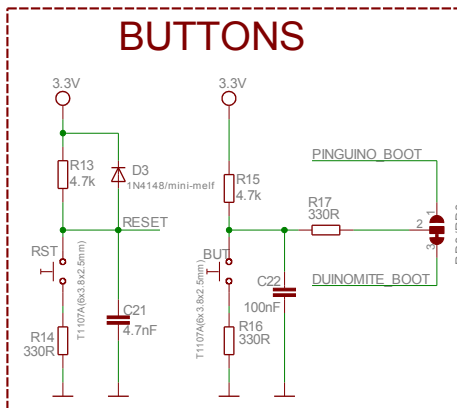 BUTTONS
3.3V
3.3V
R13
4.7k
D3
1N4148/mini-melf
R15
4.7k
PINGUINO_BOOT
RESET
R17
330R
1
2
3
RST
T1107A(6x3.8x2.5mm)
BUT
T1107A(6x3.8x2.5mm)
DUINOMITE_BOOT
C21
4.7nF
C22
100nF
R14
330R
R16
330R